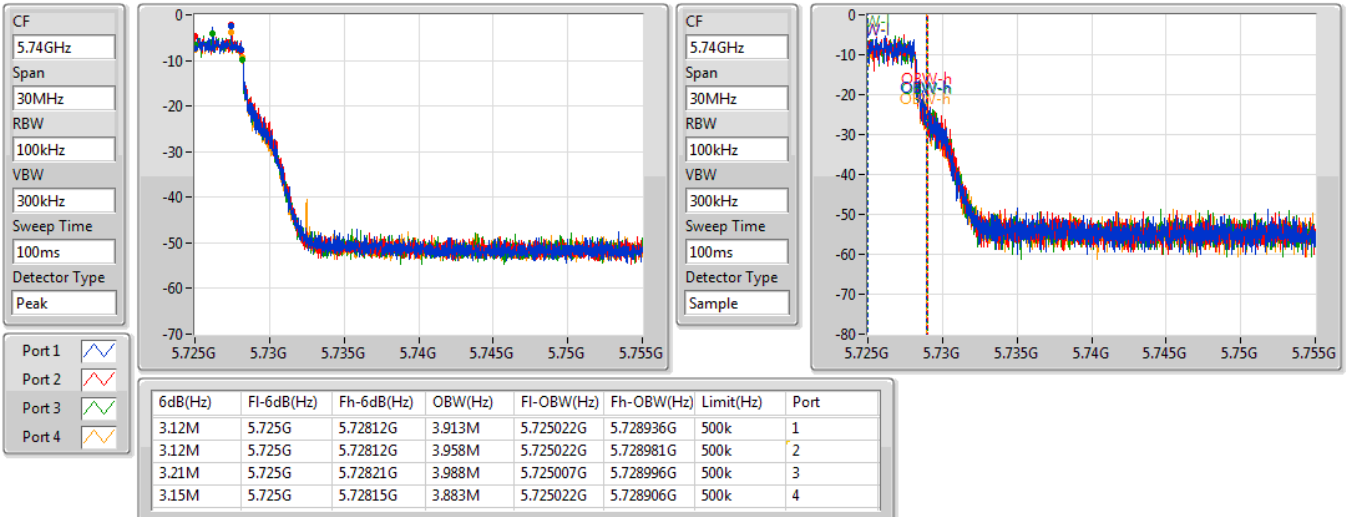 CF
5.74GHz
Span
30MHz
RBW
100kHz
VBW
300kHz
Sweep Time
100ms
Detector Type
Peak
0
-10
-20
-30
-40
-50
-60
-70
5.725G 5.73G 5.735G 5.74G 5.745G 5.75G 5.755G
CF
5.74GHz
Span
30MHz
RBW
100kHz
VBW
300kHz
Sweep Time
100ms
Detector Type
Sample
0
-10
-20
-30
-40
-50
-60
-70
-80
OBW-h
OBW-h
OBW-h
5.725G 5.73G 5.735G 5.74G 5.745G 5.75G 5.755G
Port 1
Port 2
Port 3
Port 4
6dB(Hz) Fl-6dB(Hz) Fh-6dB(Hz) OBW(Hz) Fl-OBW(Hz) Fh-OBW(Hz) Limit(Hz) Port
3.12M 5.725G 5.72812G 3.913M 5.725022G 5.728936G 500k 1
3.12M 5.725G 5.72812G 3.958M 5.725022G 5.728981G 500k 2
3.21M 5.725G 5.72821G 3.988M 5.725007G 5.728996G 500k 3
3.15M 5.725G 5.72815G 3.883M 5.725022G 5.728906G 500k 4